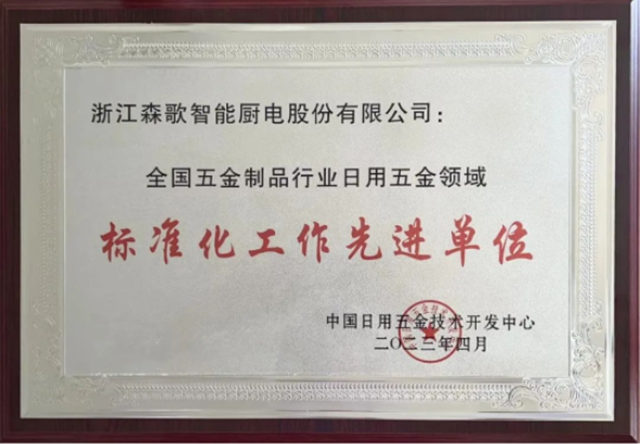 浙江森歌智能厨电股份有限公司：
全国五金制品行业日用五金领域
标准化工作先进单位
中国日用五金技术开发中心
二〇二三年四月